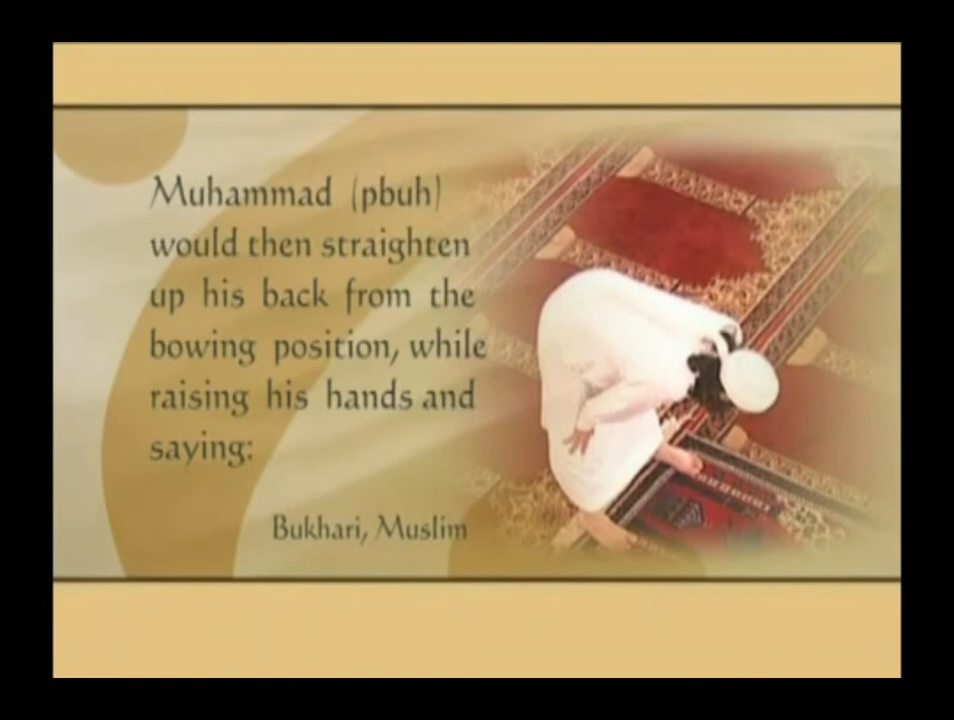 Muhammad (pbuh)
would then straighten
up his back from the
bowing position, while
raising his hands and
saying:
Bukhari, Muslim